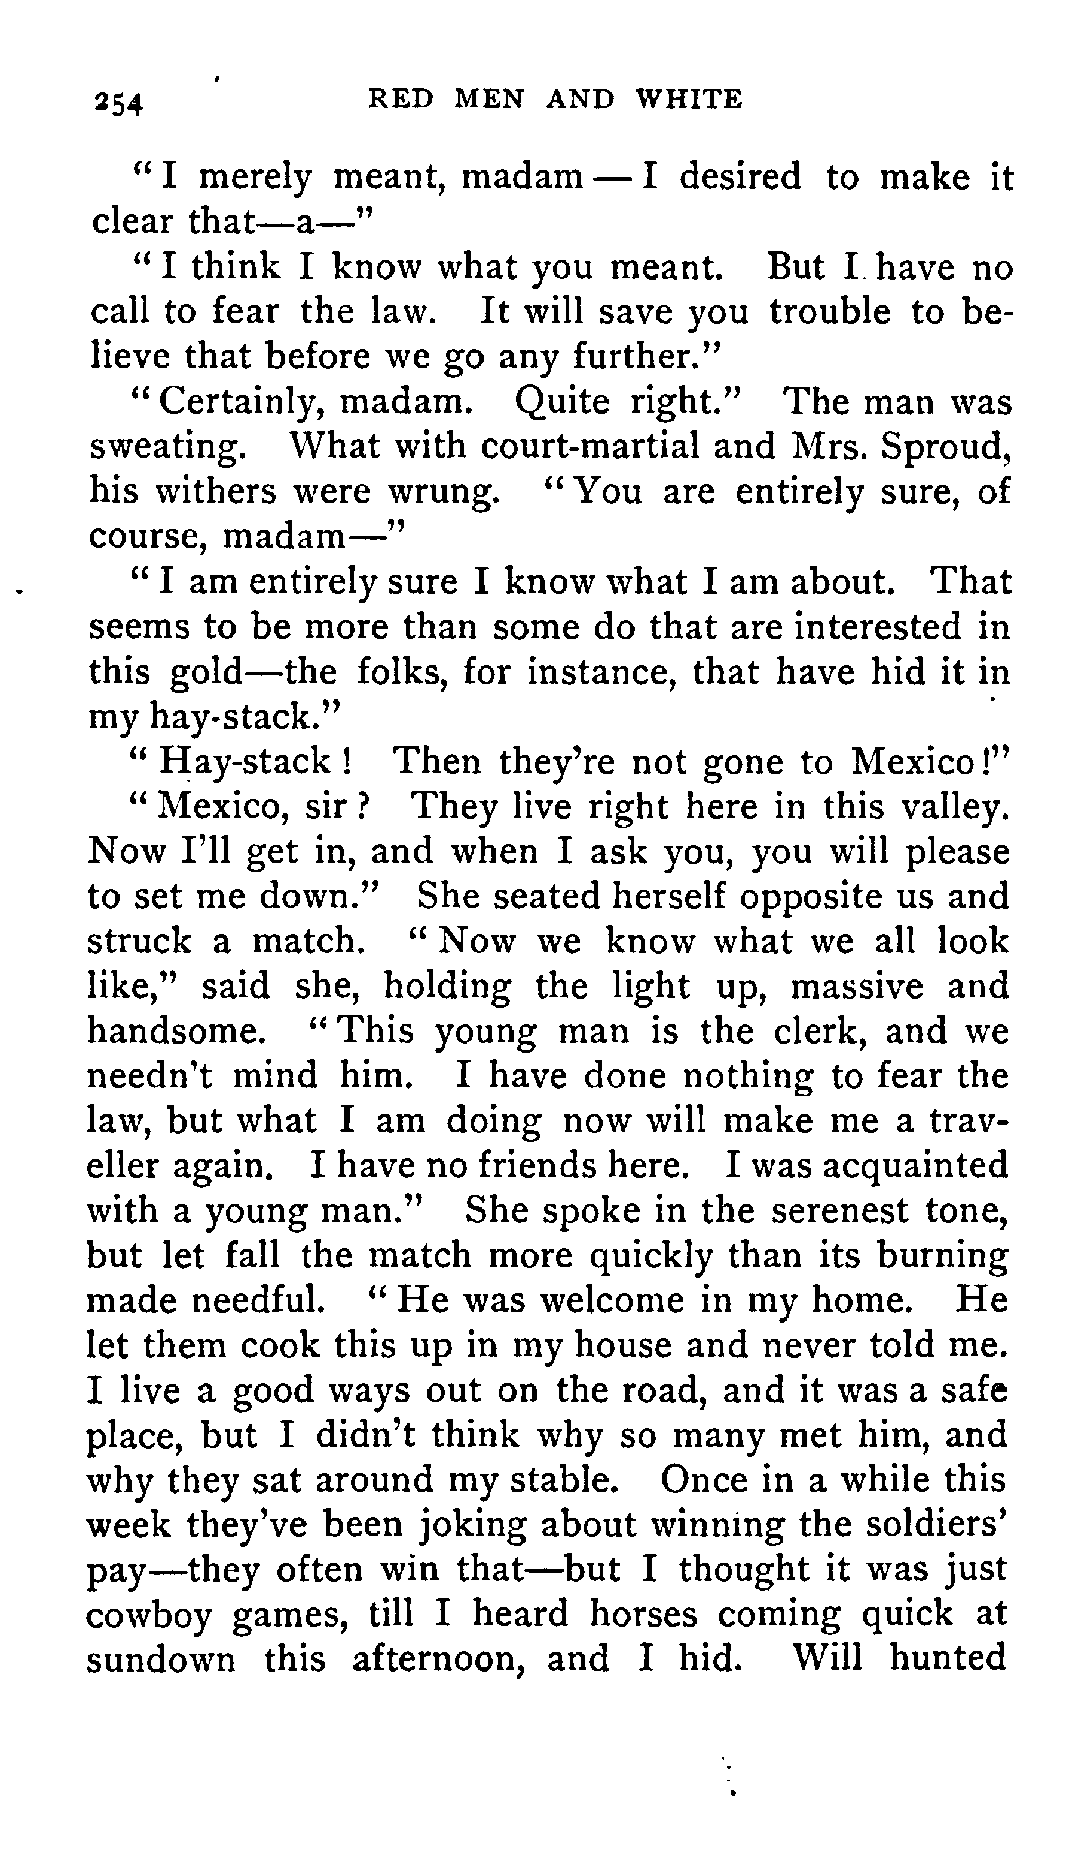 254 RED MEN AND WHITE
“I merely meant, madam — I desired to make it
clear that—a—”
“I think I know what you meant. But I have no
call to fear the law. It will save you trouble to be-
lieve that before we go any further.”
“Certainly, madam. Quite right.” The man was
sweating. What with court-martial and Mrs. Sproud,
his withers were wrung. “You are entirely sure, of
course, madam—”
“I am entirely sure I know what I am about. That
seems to be more than some do that are interested in
this gold—the folks, for instance, that have hid it in
my hay-stack.”
“Hay-stack! Then they’re not gone to Mexico!”
“Mexico, sir? They live right here in this valley.
Now I’ll get in, and when I ask you, you will please
to set me down.” She seated herself opposite us and
struck a match. “Now we know what we all look
like,” said she, holding the light up, massive and
handsome. “This young man is the clerk, and we
needn’t mind him. I have done nothing to fear the
law, but what I am doing now will make me a trav-
eller again. I have no friends here. I was acquainted
with a young man.” She spoke in the serenest tone,
but let fall the match more quickly than its burning
made needful. “He was welcome in my home. He
let them cook this up in my house and never told me.
I live a good ways out on the road, and it was a safe
place, but I didn’t think why so many met him, and
why they sat around my stable. Once in a while this
week they’ve been joking about winning the soldiers’
pay—they often win that—but I thought it was just
cowboy games, till I heard horses coming quick at
sundown this afternoon, and I hid. Will hunted